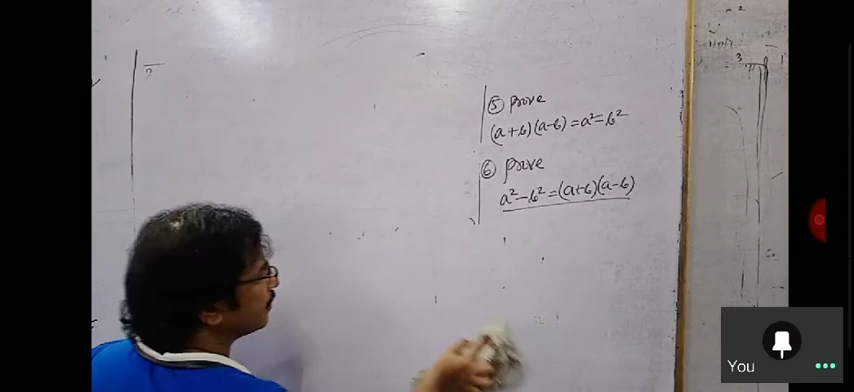 ⑤ Prove
(a+b)(a-b)=a²-b²
⑥ Prove
a²-b²=(a+b)(a-b)
You